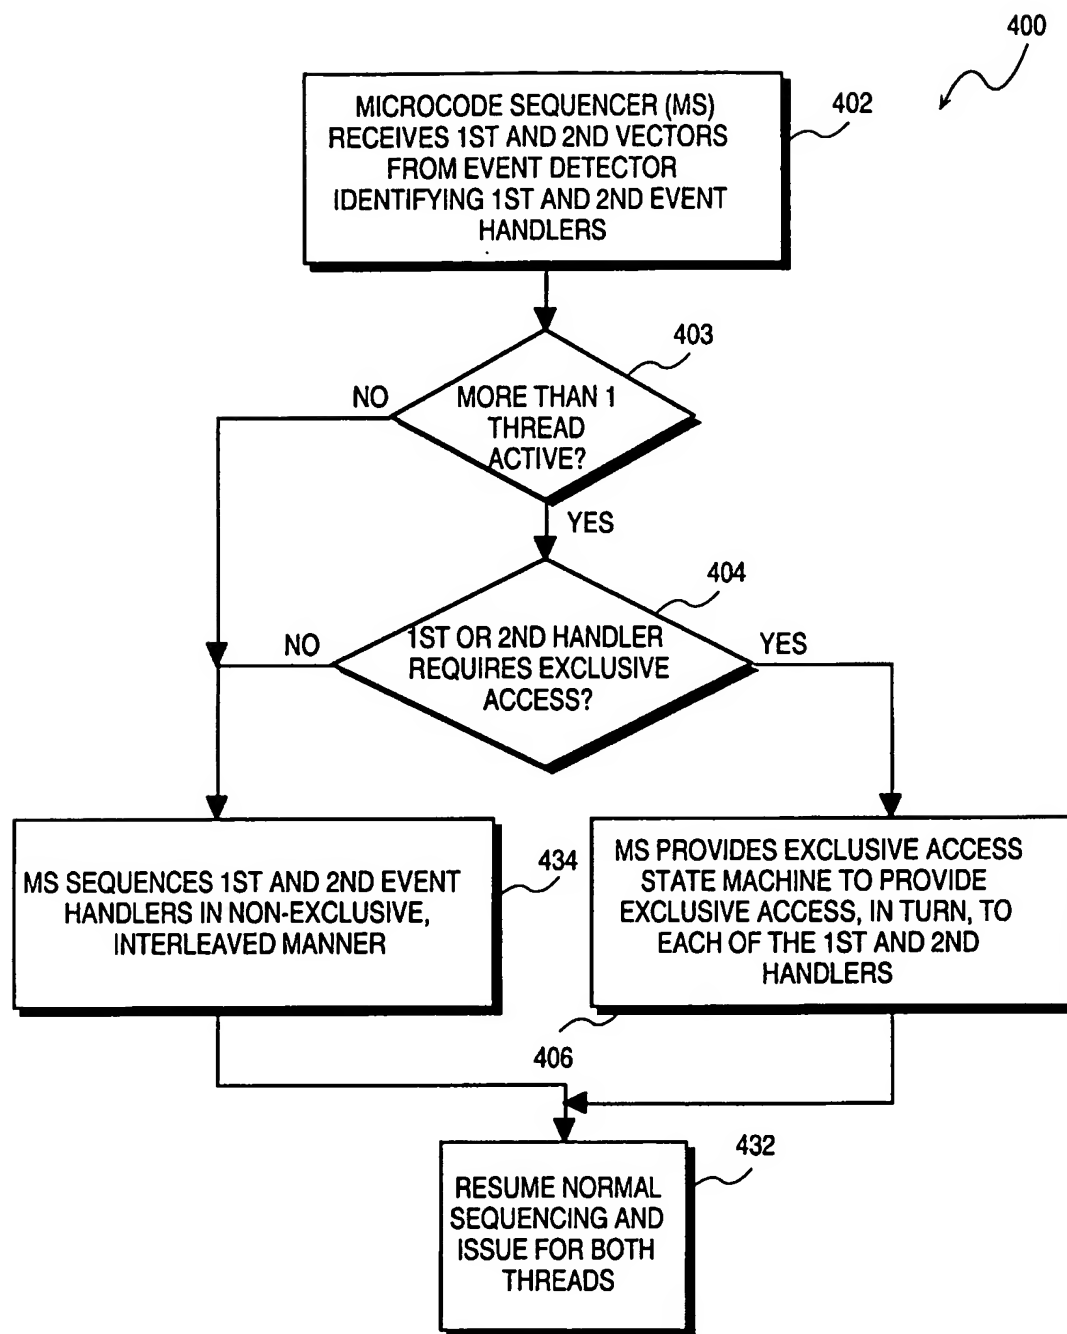 400
MICROCODE SEQUENCER (MS)
RECEIVES 1ST AND 2ND VECTORS
FROM EVENT DETECTOR
IDENTIFYING 1ST AND 2ND EVENT
HANDLERS
402
403
NO
MORE THAN 1
THREAD
ACTIVE?
YES
404
NO
1ST OR 2ND HANDLER
REQUIRES EXCLUSIVE
ACCESS?
YES
MS SEQUENCES 1ST AND 2ND EVENT
HANDLERS IN NON-EXCLUSIVE,
INTERLEAVED MANNER
434
MS PROVIDES EXCLUSIVE ACCESS
STATE MACHINE TO PROVIDE
EXCLUSIVE ACCESS, IN TURN, TO
EACH OF THE 1ST AND 2ND
HANDLERS
406
432
RESUME NORMAL
SEQUENCING AND
ISSUE FOR BOTH
THREADS